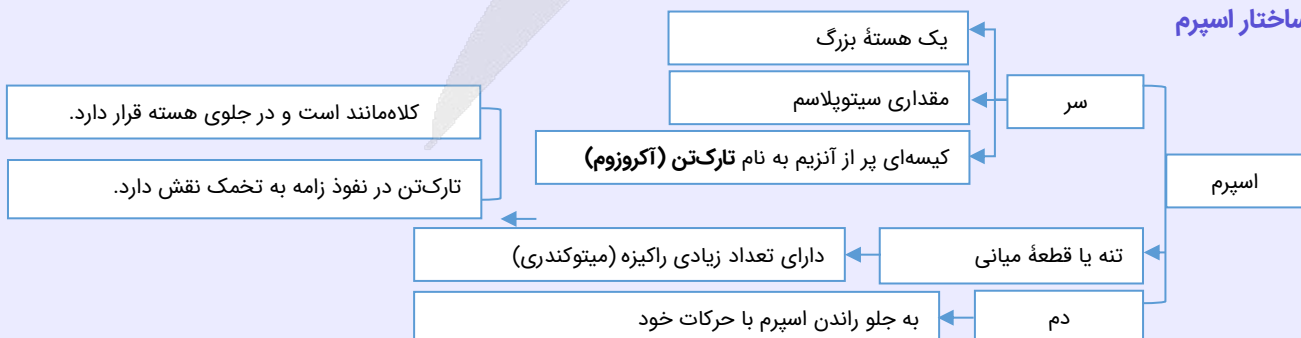 ساختار اسپرم
اسپرم
سر
یک هستهٔ بزرگ
مقداری سیتوپلاسم
کیسه‌ای پر از آنزیم به نام تارک‌تن (آکروزوم)
کلاه‌مانند است و در جلوی هسته قرار دارد.
تارک‌تن در نفوذ زامه به تخمک نقش دارد.
تنه یا قطعهٔ میانی
دارای تعداد زیادی راکیزه (میتوکندری)
دم
به جلو راندن اسپرم با حرکات خود